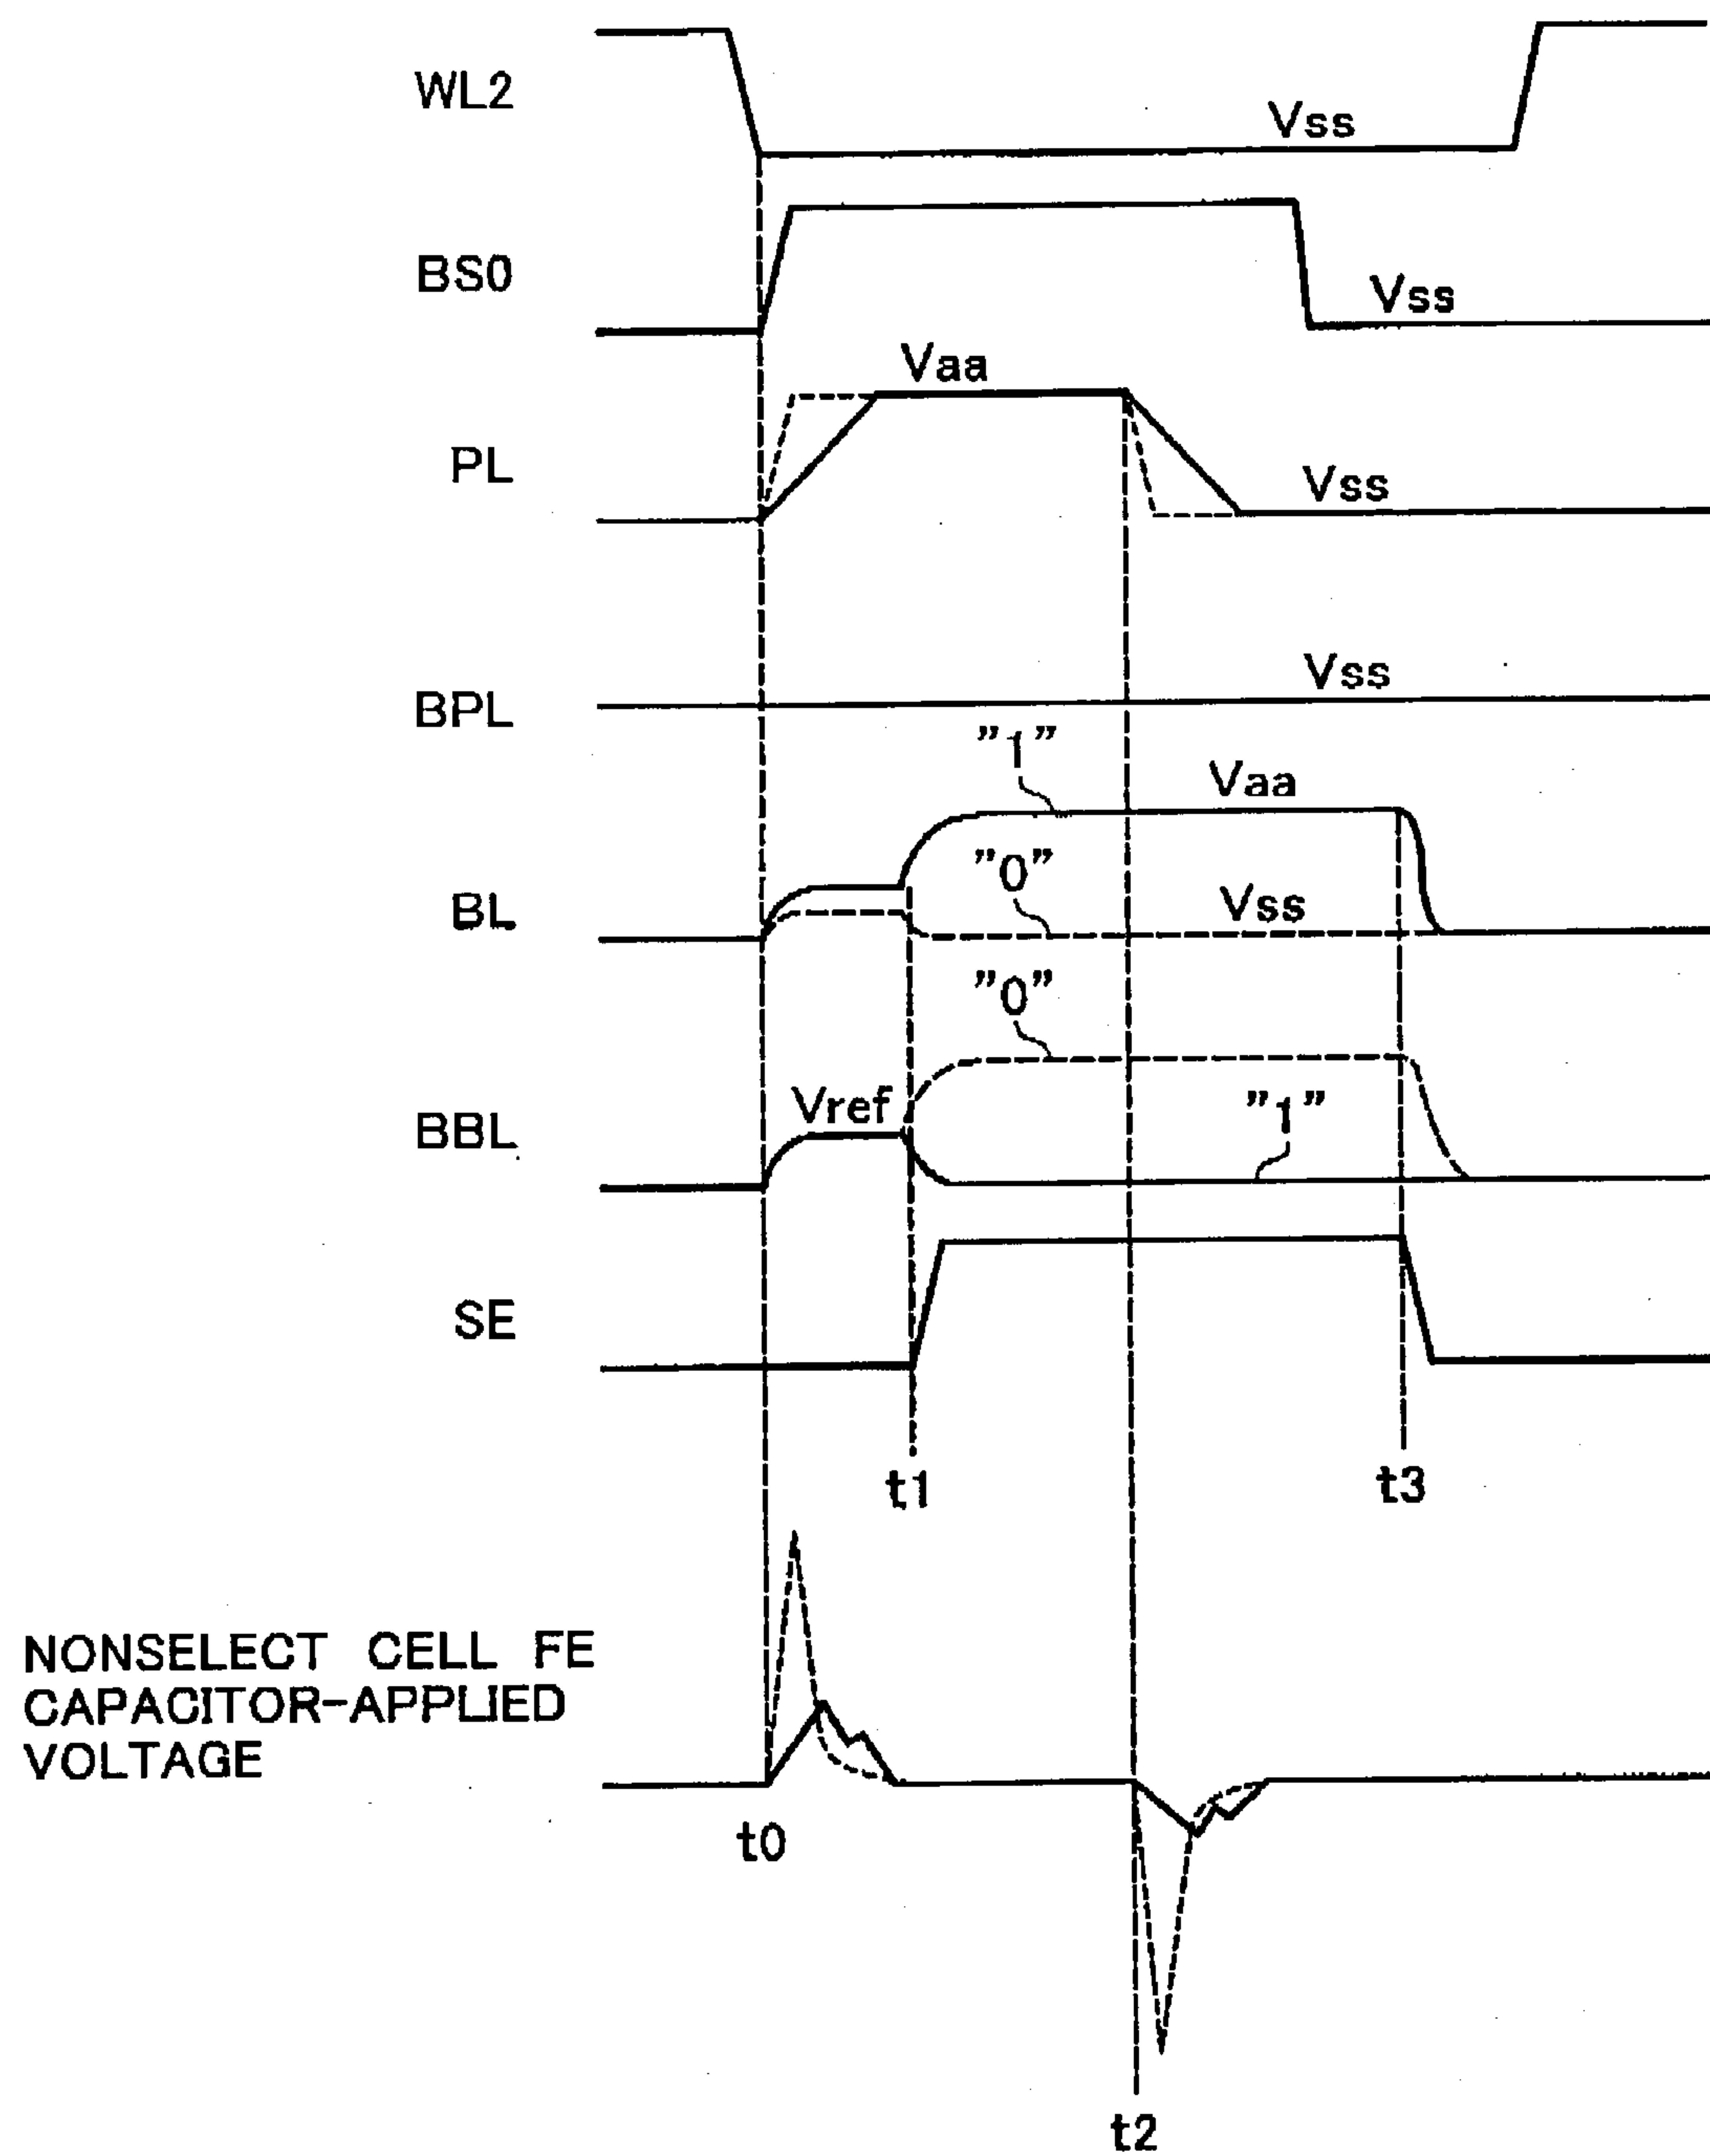 WL2
Vss
BS0
Vss
Vaa
PL
Vss
Vss
BPL
"1"
Vaa
"0"
BL
Vss
"0"
Vref
"1"
BBL
SE
t1
t3
NONSELECT CELL FE
CAPACITOR-APPLIED
VOLTAGE
t0
t2